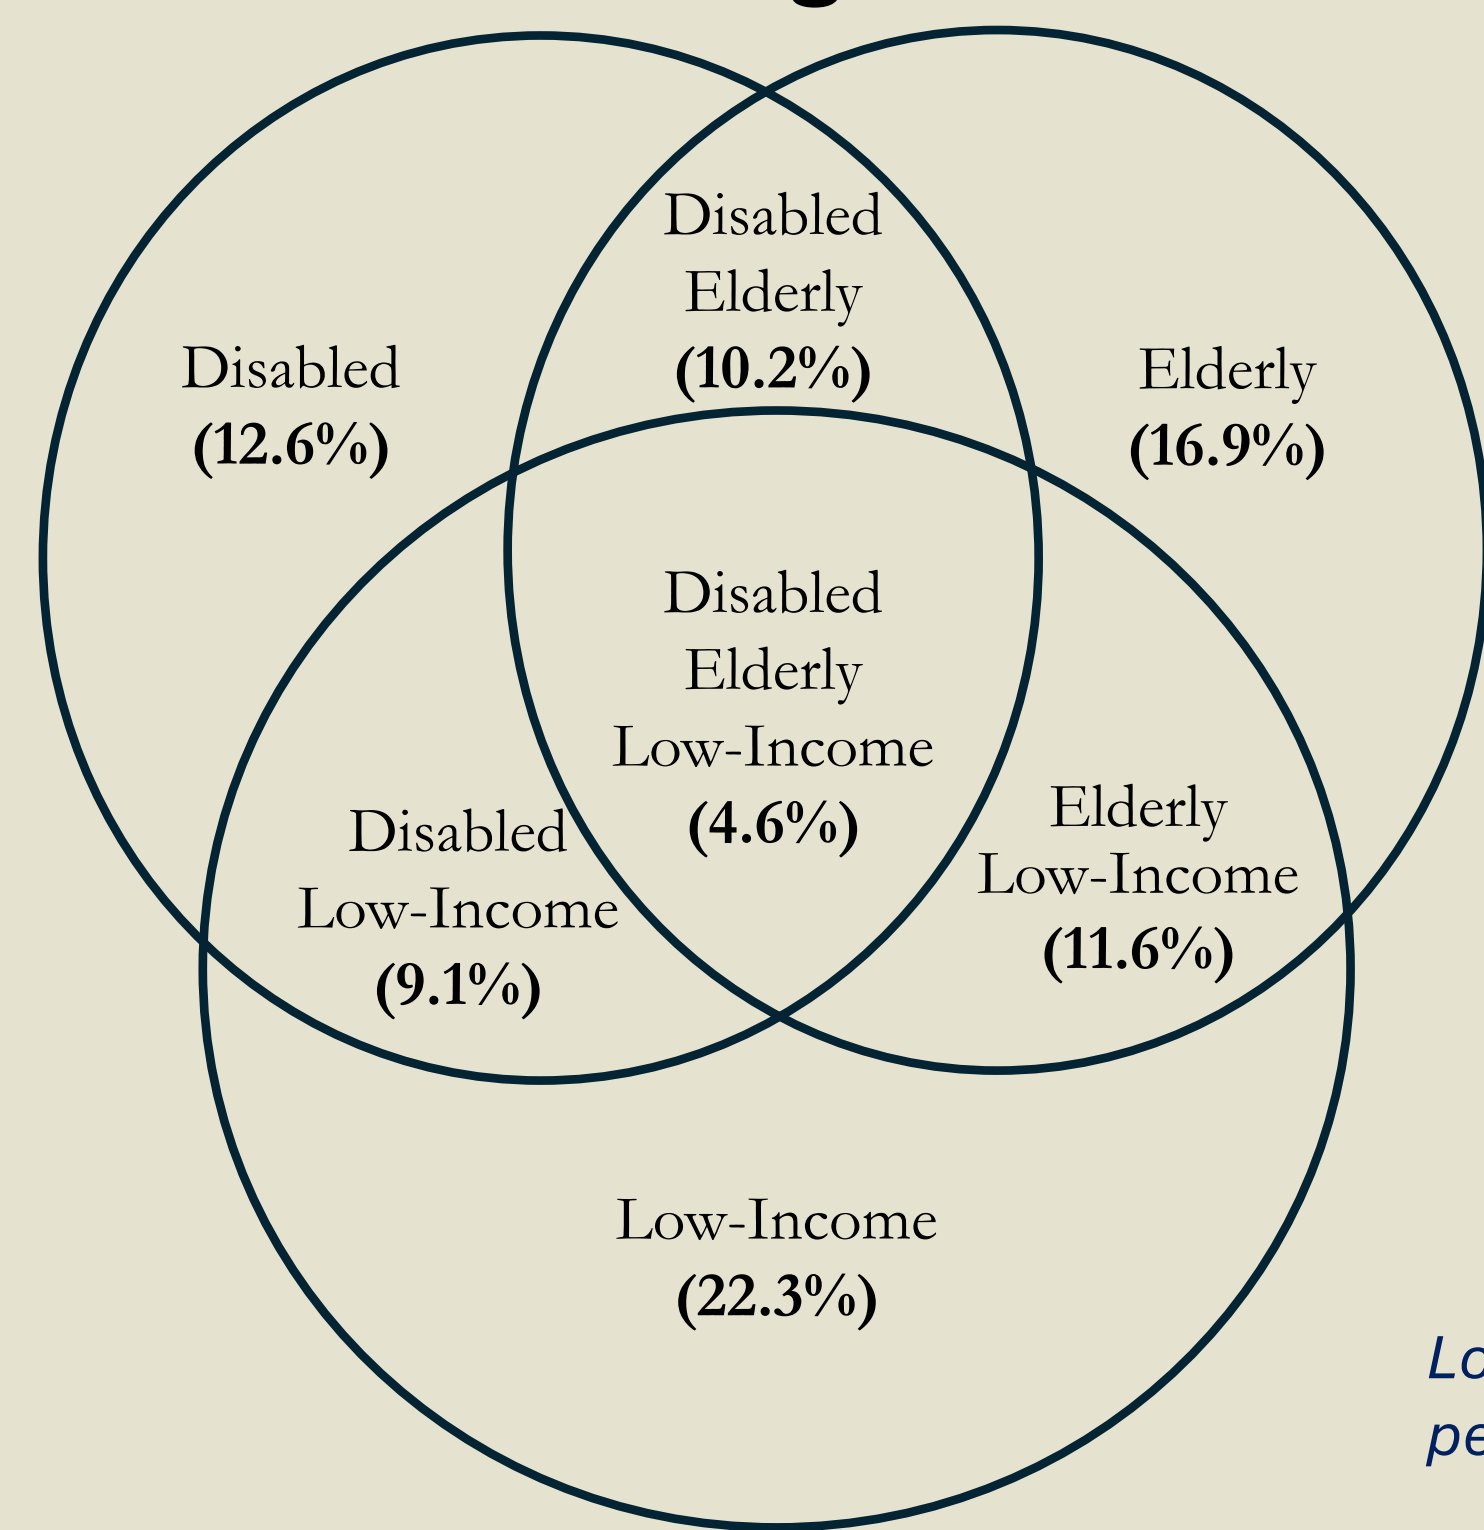 Disabled
Elderly
(10.2%)
Disabled
(12.6%)
Elderly
(16.9%)
Disabled
Elderly
Low-Income
(4.6%)
Disabled
Low-Income
(9.1%)
Elderly
Low-Income
(11.6%)
Low-Income
(22.3%)